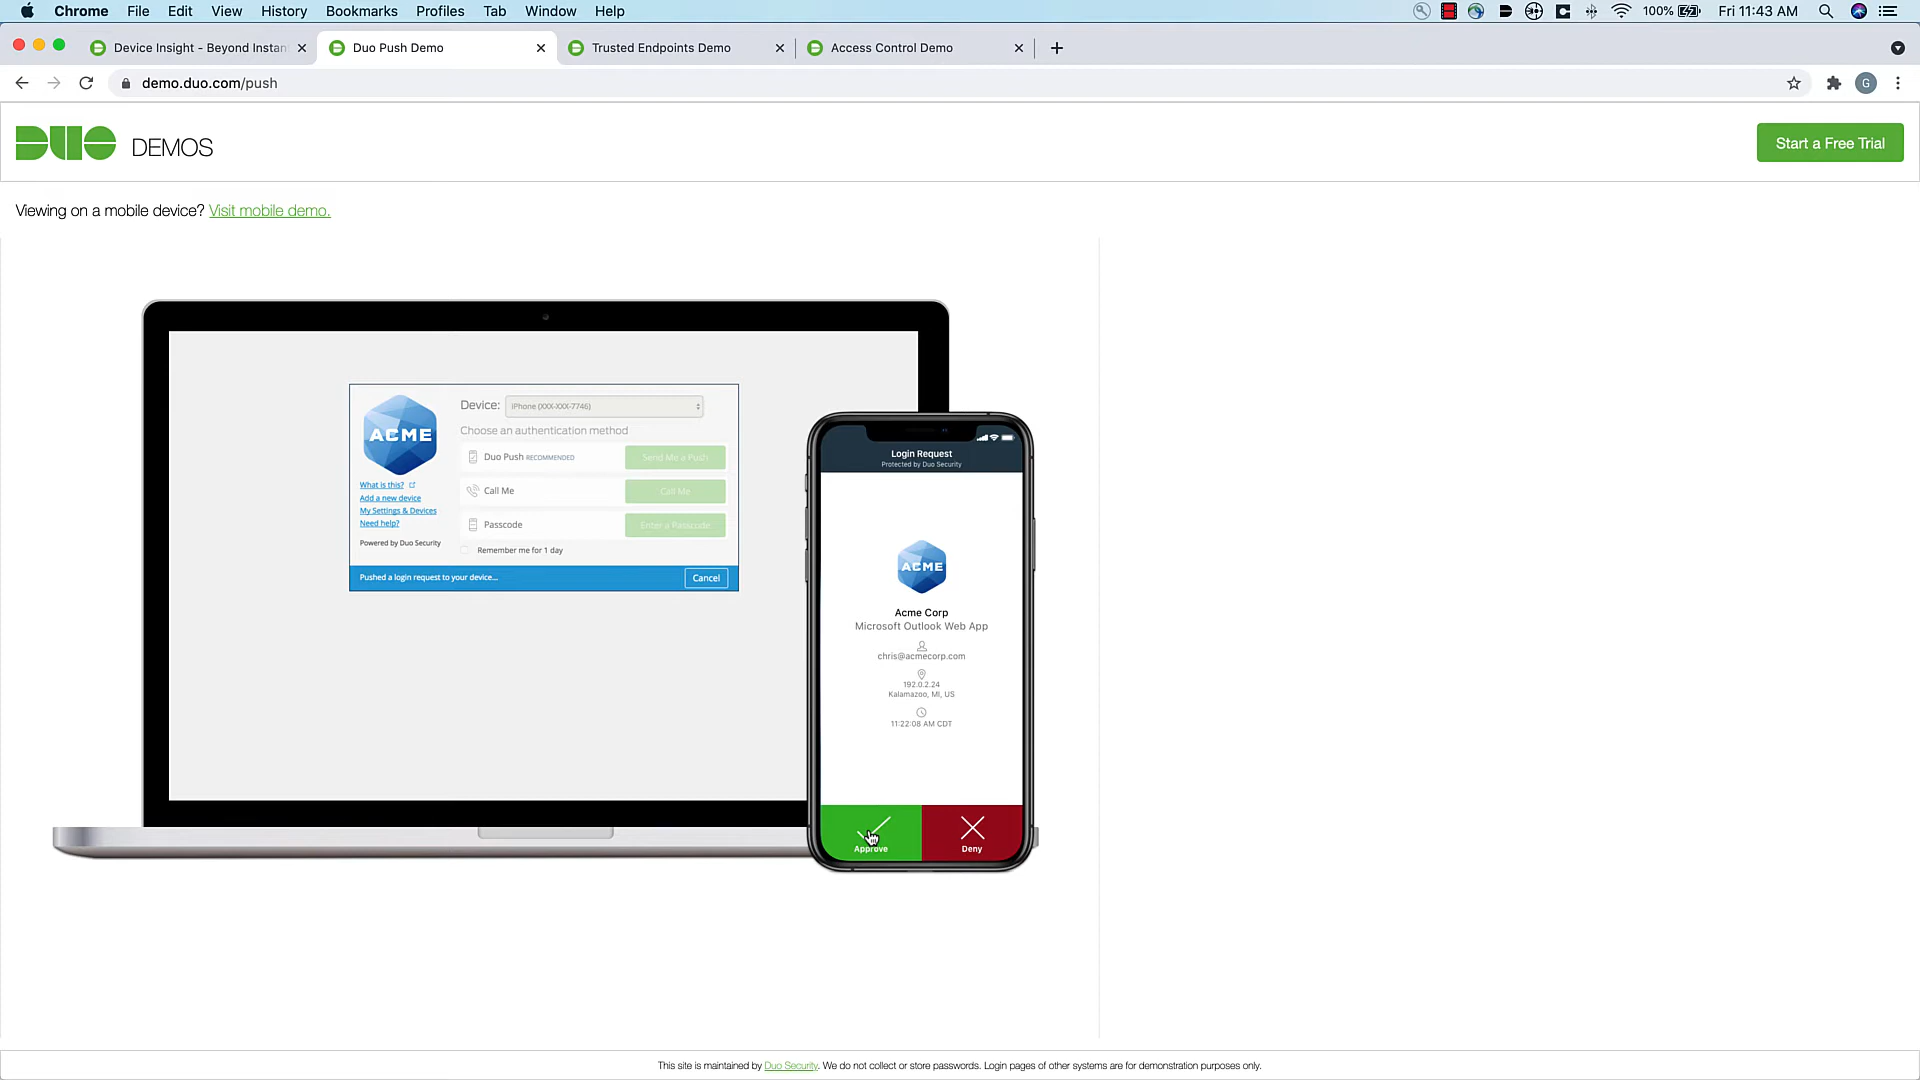 Chrome File Edit View History Bookmarks Profiles Tab Window Help 100% Fri 11:43 AM
Device Insight - Beyond Instan Duo Push Demo Trusted Endpoints Demo Access Control Demo
demo.duo.com/push G
DUO DEMOS Start a Free Trial
Viewing on a mobile device? Visit mobile demo.
ACME
Device: iPhone (XXX-XXX-7746)
Choose an authentication method
Duo Push RECOMMENDED Send Me a Push
Call Me Call Me
Passcode Enter a Passcode
Remember me for 1 day
What is this?
Add a new device
My Settings & Devices
Need help?
Powered by Duo Security
Pushed a login request to your device... Cancel
Login Request
Protected by Duo Security
ACME
Acme Corp
Microsoft Outlook Web App
chris@acmecorp.com
192.0.2.24
Kalamazoo, MI, US
11:22:08 AM CDT
Approve Deny
This site is maintained by Duo Security. We do not collect or store passwords. Login pages of other systems are for demonstration purposes only.